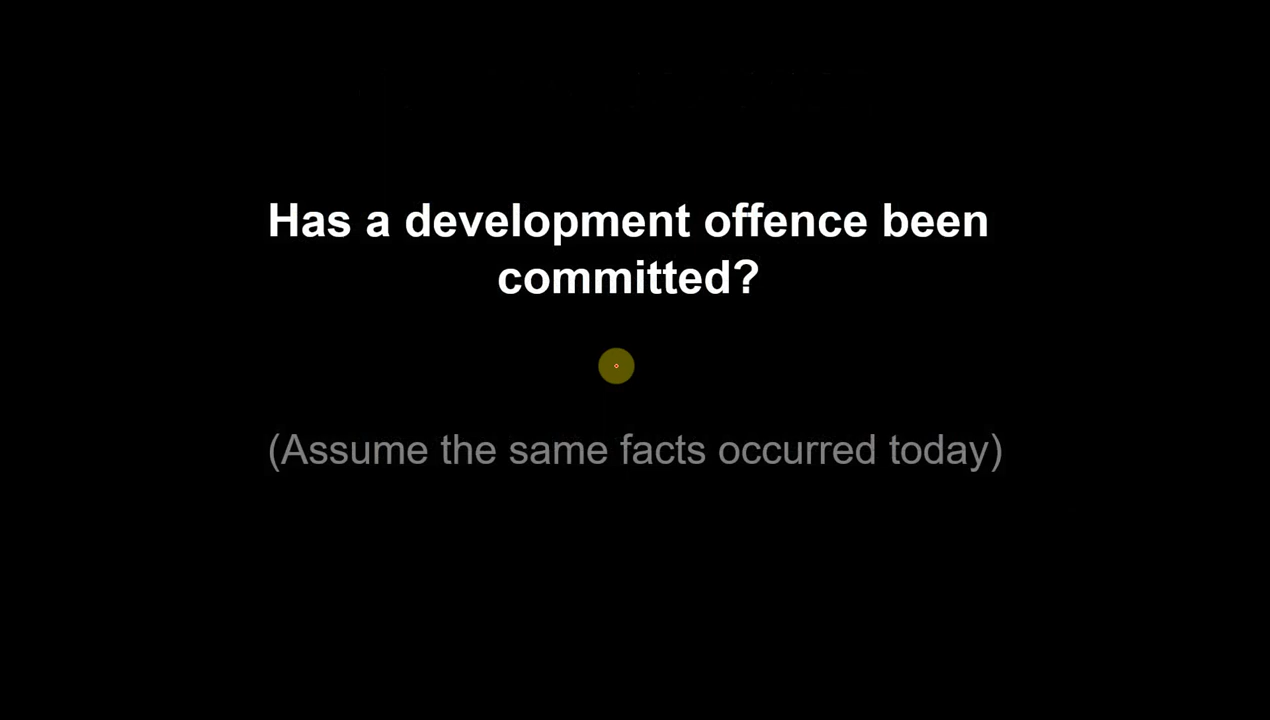 Has a development offence been
committed?
(Assume the same facts occurred today)